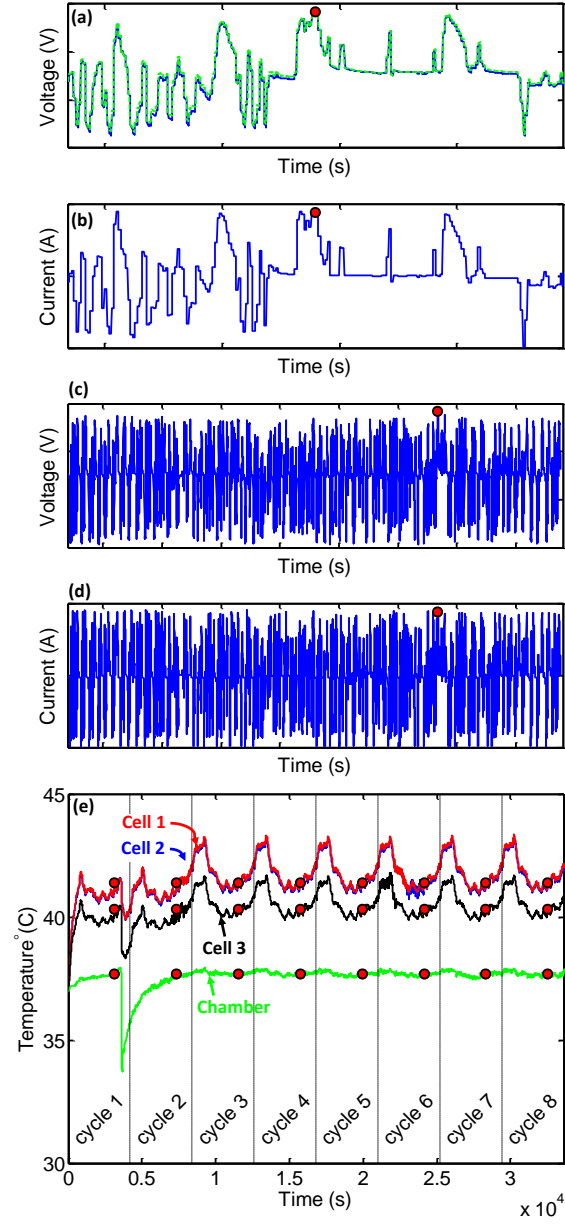 (a)
Voltage (V)
Time (s)
(b)
Current (A)
Time (s)
(c)
Voltage (V)
Time (s)
(d)
Current (A)
Time (s)
(e)
45
40
35
30
Temperature°(C)
Cell 1
Cell 2
Cell 3
Chamber
cycle 1
cycle 2
cycle 3
cycle 4
cycle 5
cycle 6
cycle 7
cycle 8
0 0.5 1 1.5 2 2.5 3
Time (s)
x 10⁴